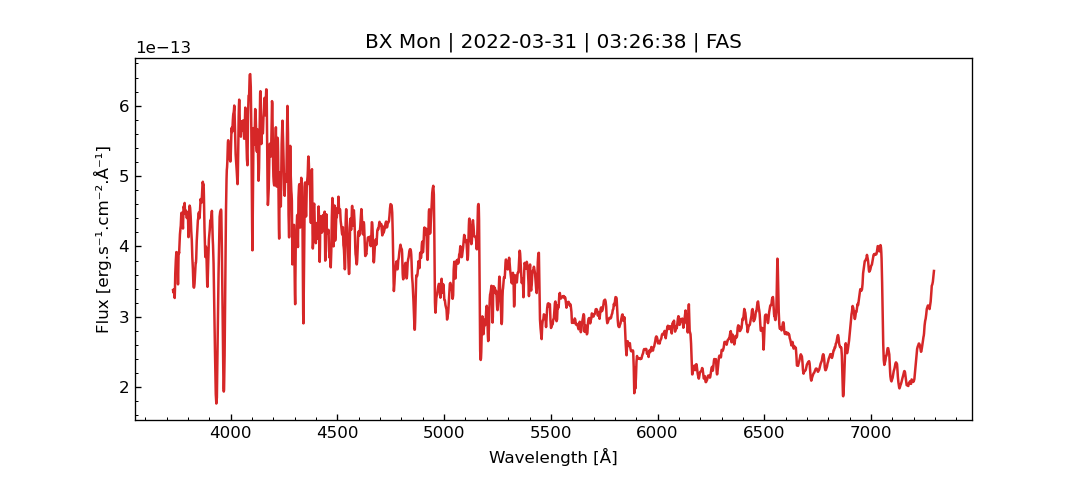 BX Mon | 2022-03-31 | 03:26:38 | FAS
1e−13
6
5
4
3
2
Flux [erg.s⁻¹.cm⁻².Å⁻¹]
4000 4500 5000 5500 6000 6500 7000
Wavelength [Å]